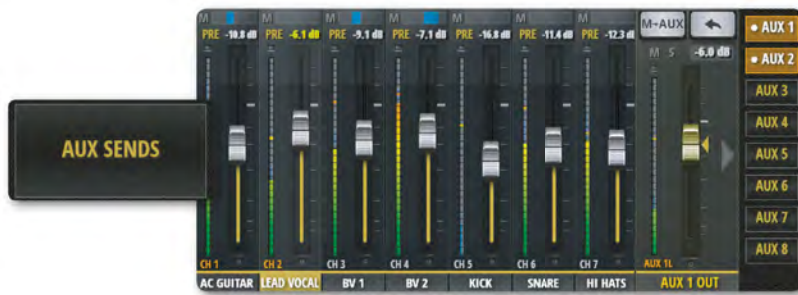 AUX SENDS
M M M M M M M
PRE -10.8 dB PRE -6.1 dB PRE -9.1 dB PRE -7.1 dB PRE -16.8 dB PRE -11.4 dB PRE -12.3 dB
M→AUX
M S -6.0 dB
CH 1 CH 2 CH 3 CH 4 CH 5 CH 6 CH 7 AUX 1L
AC GUITAR LEAD VOCAL BV 1 BV 2 KICK SNARE HI HATS AUX 1 OUT
• AUX 1
• AUX 2
AUX 3
AUX 4
AUX 5
AUX 6
AUX 7
AUX 8